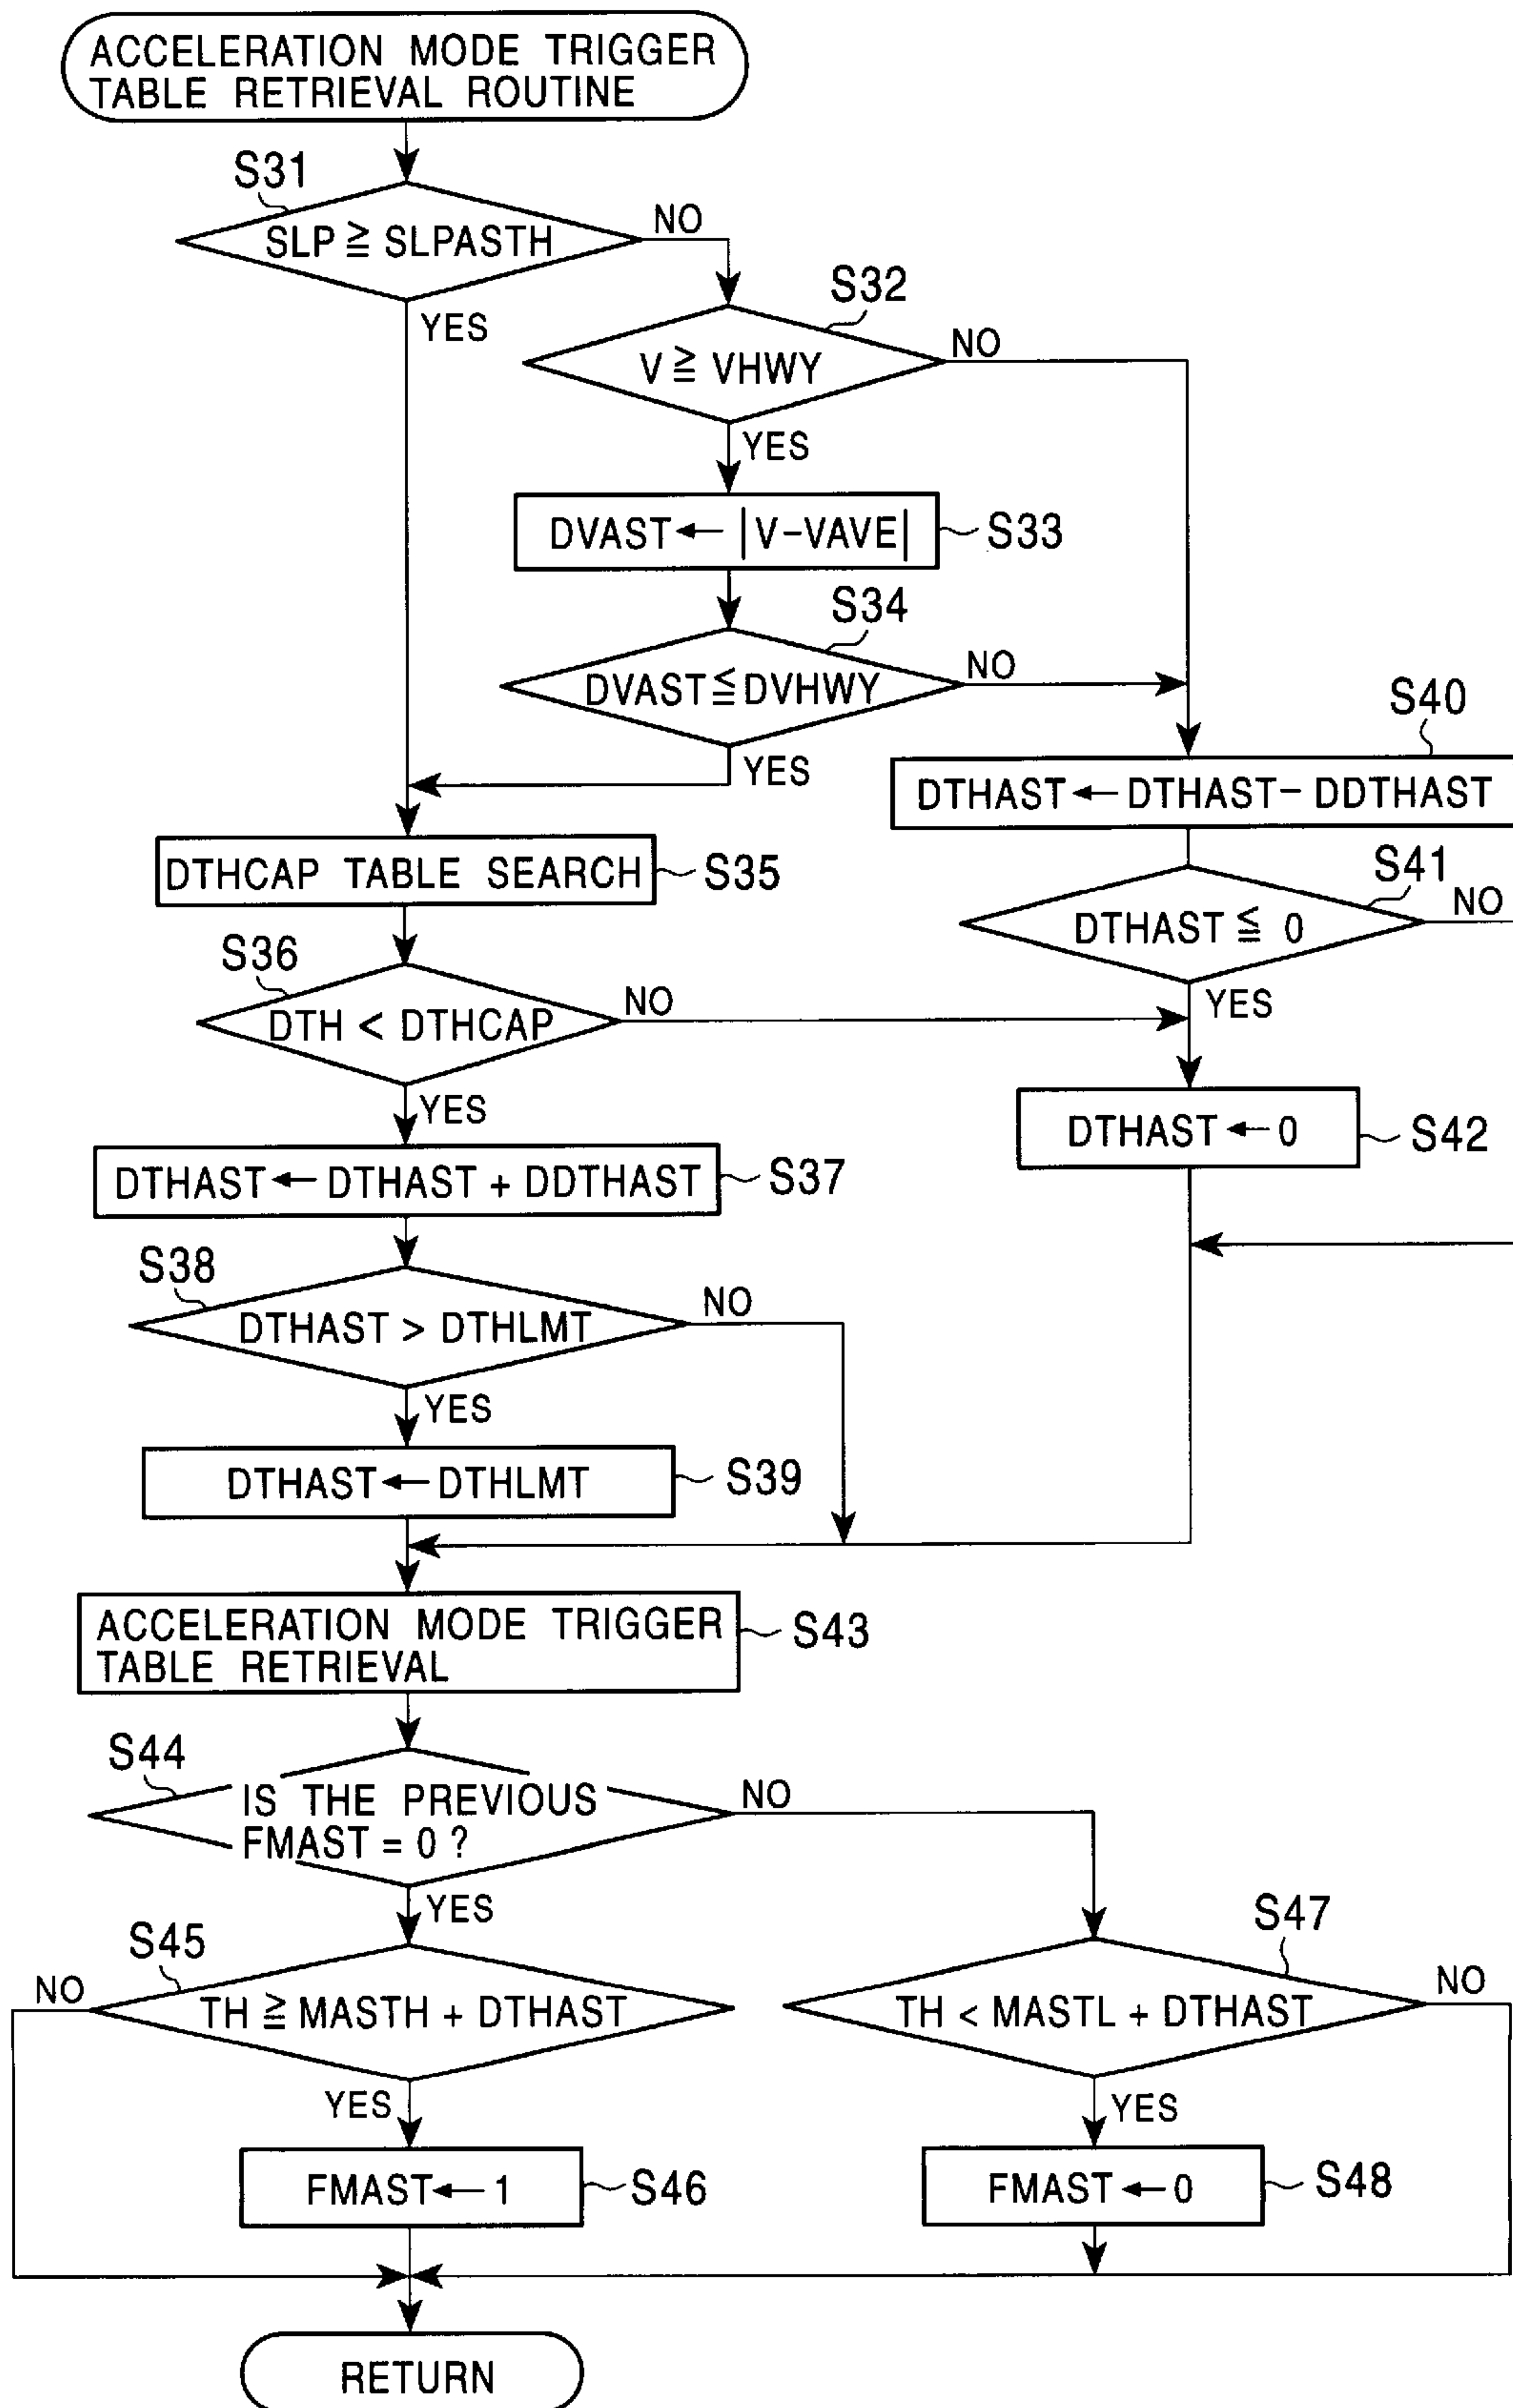 ACCELERATION MODE TRIGGER
TABLE RETRIEVAL ROUTINE
S31
SLP ≧ SLPASTH
NO
YES
S32
V ≧ VHWY
NO
YES
DVAST ← |V-VAVE|
S33
S34
DVAST ≦ DVHWY
NO
YES
S40
DTHAST ← DTHAST - DDTHAST
DTHCAP TABLE SEARCH
S35
S41
DTHAST ≦ 0
NO
YES
S36
DTH < DTHCAP
NO
YES
DTHAST ← 0
S42
DTHAST ← DTHAST + DDTHAST
S37
S38
DTHAST > DTHLMT
NO
YES
DTHAST ← DTHLMT
S39
ACCELERATION MODE TRIGGER
TABLE RETRIEVAL
S43
S44
IS THE PREVIOUS
FMAST = 0 ?
NO
YES
S45
TH ≧ MASTH + DTHAST
NO
YES
S47
TH < MASTL + DTHAST
NO
YES
FMAST ← 1
S46
FMAST ← 0
S48
RETURN